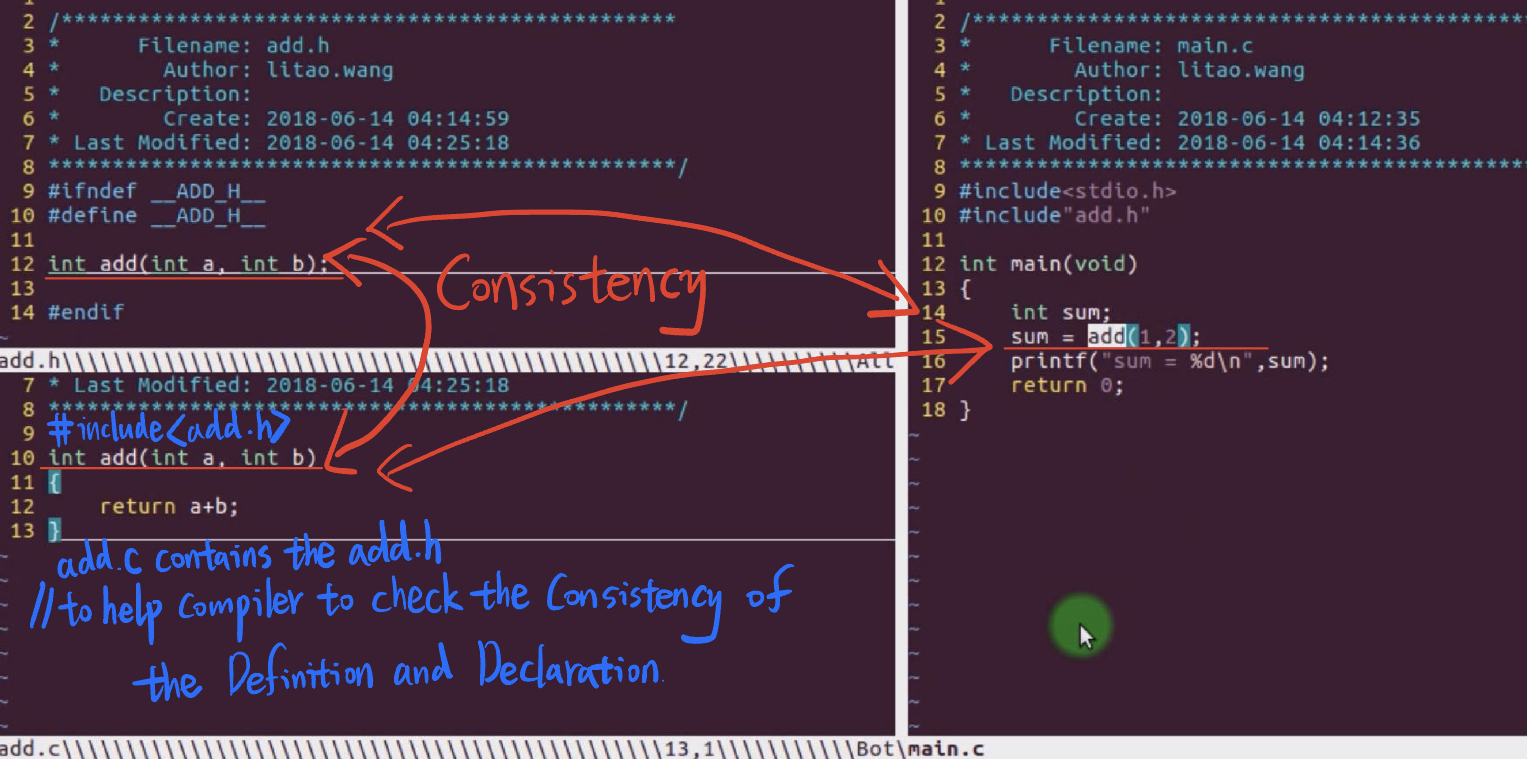 2 /*************************************************
3 *      Filename: add.h
4 *        Author: litao.wang
5 *   Description:
6 *        Create: 2018-06-14 04:14:59
7 * Last Modified: 2018-06-14 04:25:18
8 *************************************************/
9 #ifndef __ADD_H__
10 #define __ADD_H__
11
12 int add(int a, int b);
13
14 #endif
~
add.h\\\\\\\\\\\\\\\\\\\\\\\\\\\\\\\\\\\\\\\\\\\\\\\12,22\\\\\\\\\\All
7 * Last Modified: 2018-06-14 04:25:18
8 *************************************************/
9 #include<add.h>
10 int add(int a, int b)
11 {
12     return a+b;
13 }
add.c contains the add.h
//to help compiler to check the Consistency of
the Definition and Declaration.
add.c\\\\\\\\\\\\\\\\\\\\\\\\\\\\\\\\\\\\\\\\\\\\\\\13,1\\\\\\\\\\\Bot\
Consistency
2 /********************************************
3 *      Filename: main.c
4 *        Author: litao.wang
5 *   Description:
6 *        Create: 2018-06-14 04:12:35
7 * Last Modified: 2018-06-14 04:14:36
8 *********************************************
9 #include<stdio.h>
10 #include"add.h"
11
12 int main(void)
13 {
14     int sum;
15     sum = add(1,2);
16     printf("sum = %d\n",sum);
17     return 0;
18 }
main.c